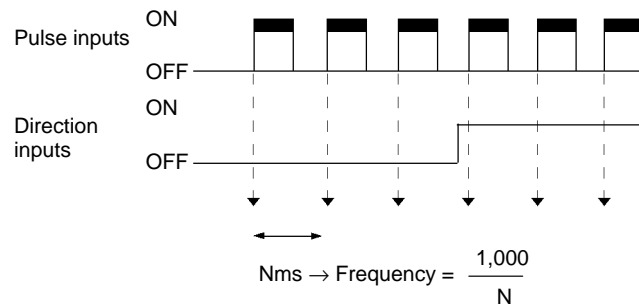 Pulse inputs
ON
OFF
Direction
inputs
ON
OFF
Nms → Frequency = 1,000
N